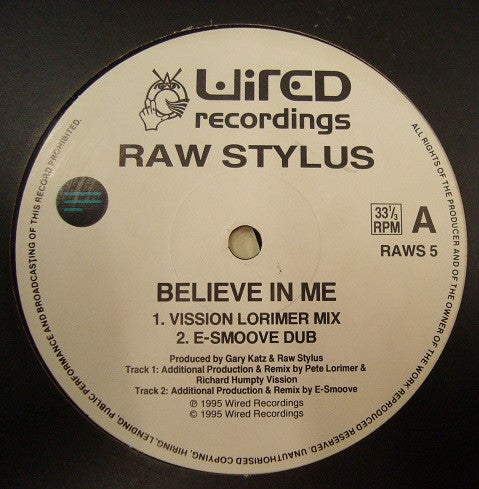 WIRED
recordings
RAW STYLUS
33⅓
RPM
A
RAWS 5
BELIEVE IN ME
1. VISSION LORIMER MIX
2. E-SMOOVE DUB
Produced by Gary Katz & Raw Stylus
Track 1: Additional Production & Remix by Pete Lorimer &
Richard Humpty Vission
Track 2: Additional Production & Remix by E-Smoove
℗ 1995 Wired Recordings
© 1995 Wired Recordings
ALL RIGHTS OF THE PRODUCER AND OF THE OWNER OF THE WORK REPRODUCED RESERVED. UNAUTHORISED COPYING, HIRING, LENDING, PUBLIC PERFORMANCE AND BROADCASTING OF THIS RECORD PROHIBITED.